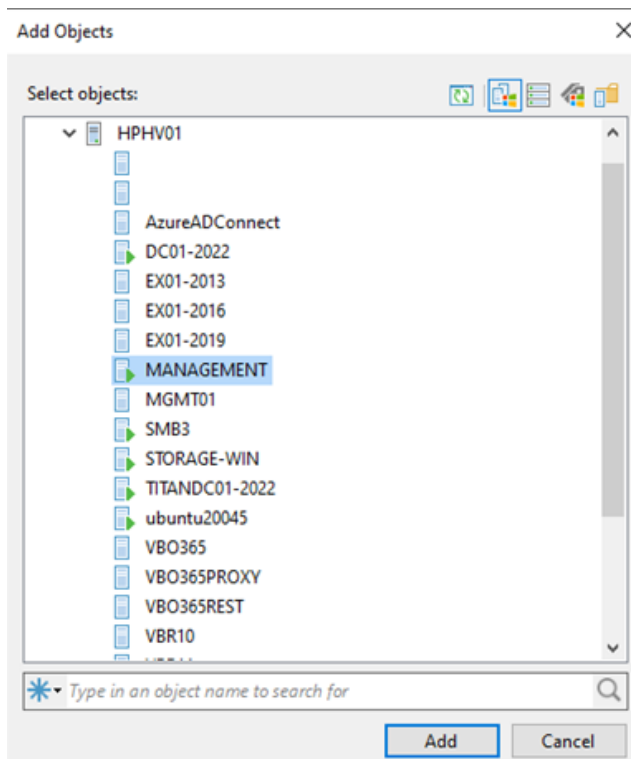 Add Objects
Select objects:
HPHV01
AzureADConnect
DC01-2022
EX01-2013
EX01-2016
EX01-2019
MANAGEMENT
MGMT01
SMB3
STORAGE-WIN
TITANDC01-2022
ubuntu20045
VBO365
VBO365PROXY
VBO365REST
VBR10
Type in an object name to search for
Add Cancel